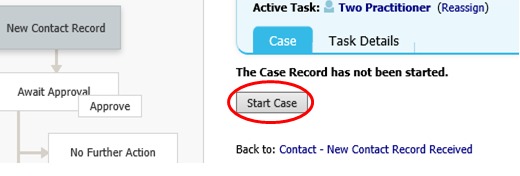 New Contact Record
Await Approval
Approve
No Further Action
Active Task: Two Practitioner (Reassign)
Case
Task Details
The Case Record has not been started.
Start Case
Back to: Contact - New Contact Record Received